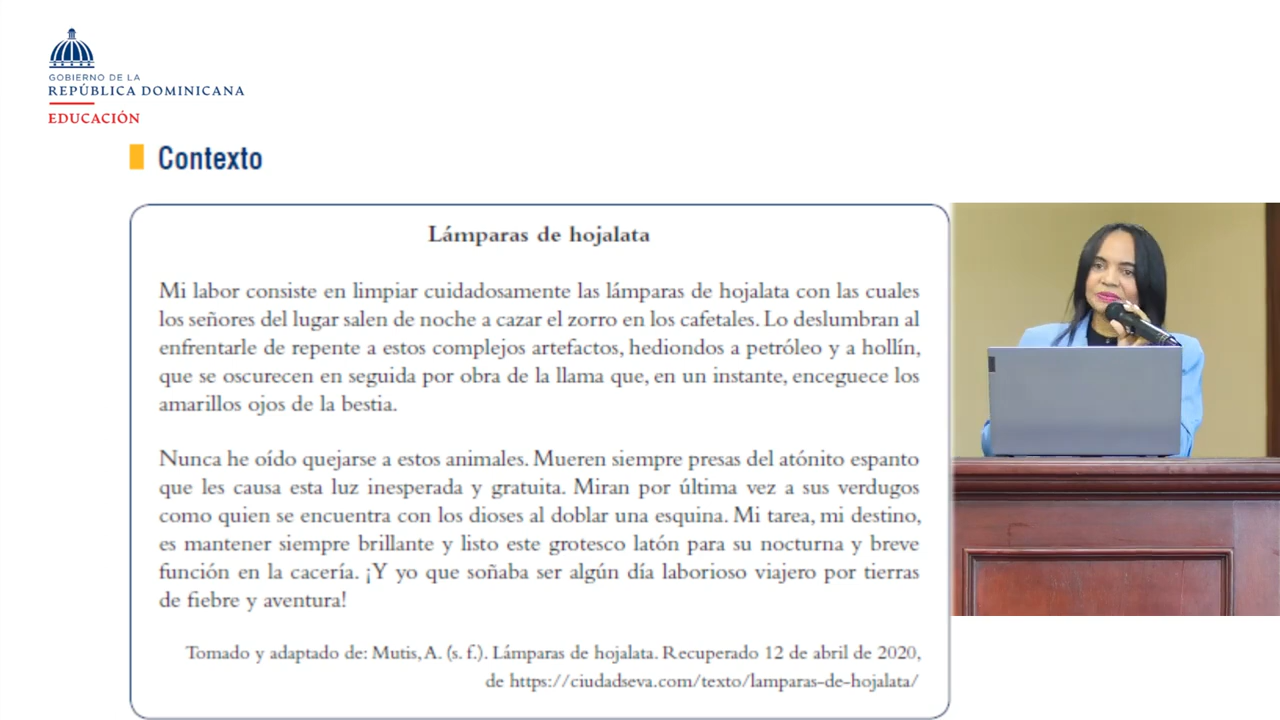 GOBIERNO DE LA
REPÚBLICA DOMINICANA
EDUCACIÓN
Contexto
Lámparas de hojalata
Mi labor consiste en limpiar cuidadosamente las lámparas de hojalata con las cuales
los señores del lugar salen de noche a cazar el zorro en los cafetales. Lo deslumbran al
enfrentarle de repente a estos complejos artefactos, hediondos a petróleo y a hollín,
que se oscurecen en seguida por obra de la llama que, en un instante, enceguece los
amarillos ojos de la bestia.
Nunca he oído quejarse a estos animales. Mueren siempre presas del atónito espanto
que les causa esta luz inesperada y gratuita. Miran por última vez a sus verdugos
como quien se encuentra con los dioses al doblar una esquina. Mi tarea, mi destino,
es mantener siempre brillante y listo este grotesco latón para su nocturna y breve
función en la cacería. ¡Y yo que soñaba ser algún día laborioso viajero por tierras
de fiebre y aventura!
Tomado y adaptado de: Mutis, A. (s. f.). Lámparas de hojalata. Recuperado 12 de abril de 2020,
de https://ciudadseva.com/texto/lamparas-de-hojalata/